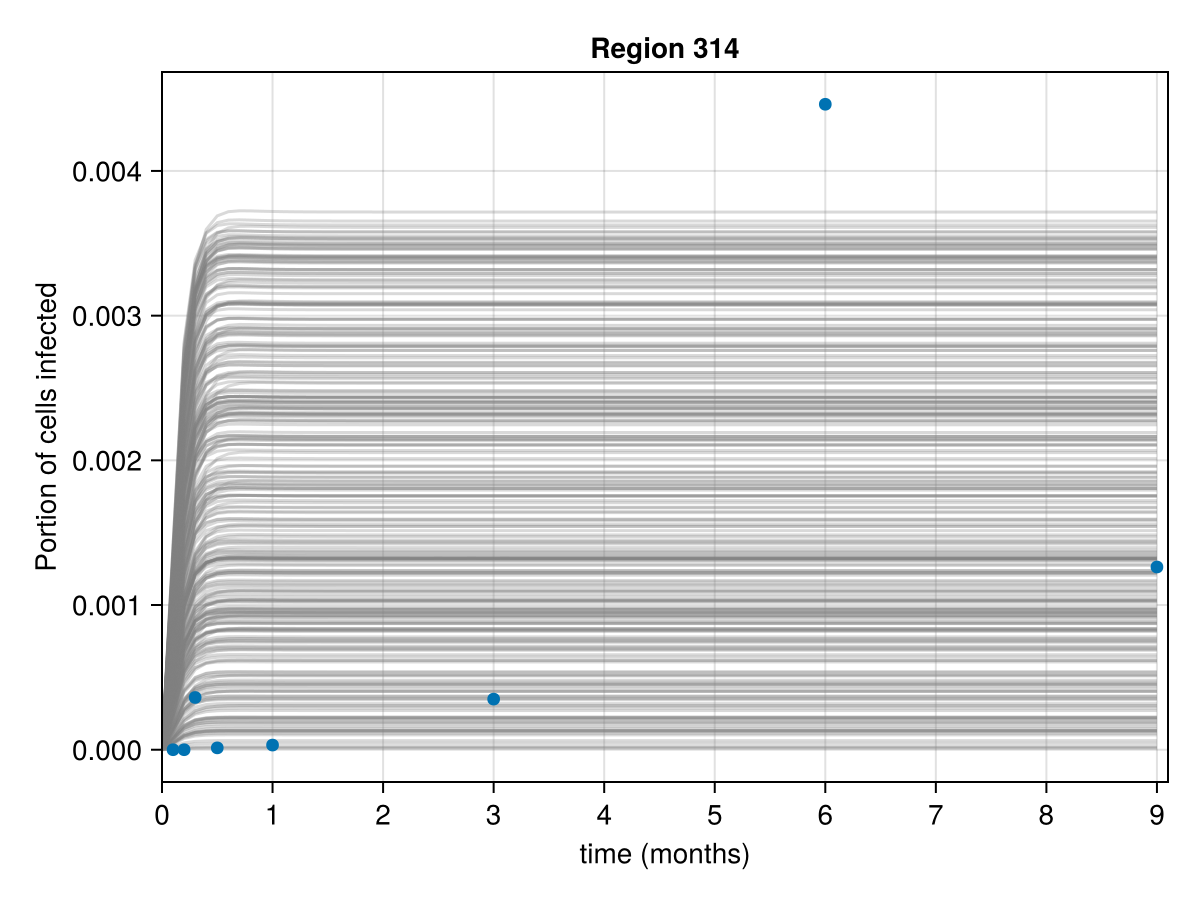 Region 314
Portion of cells infected
0.004
0.003
0.002
0.001
0.000
0 1 2 3 4 5 6 7 8 9
time (months)